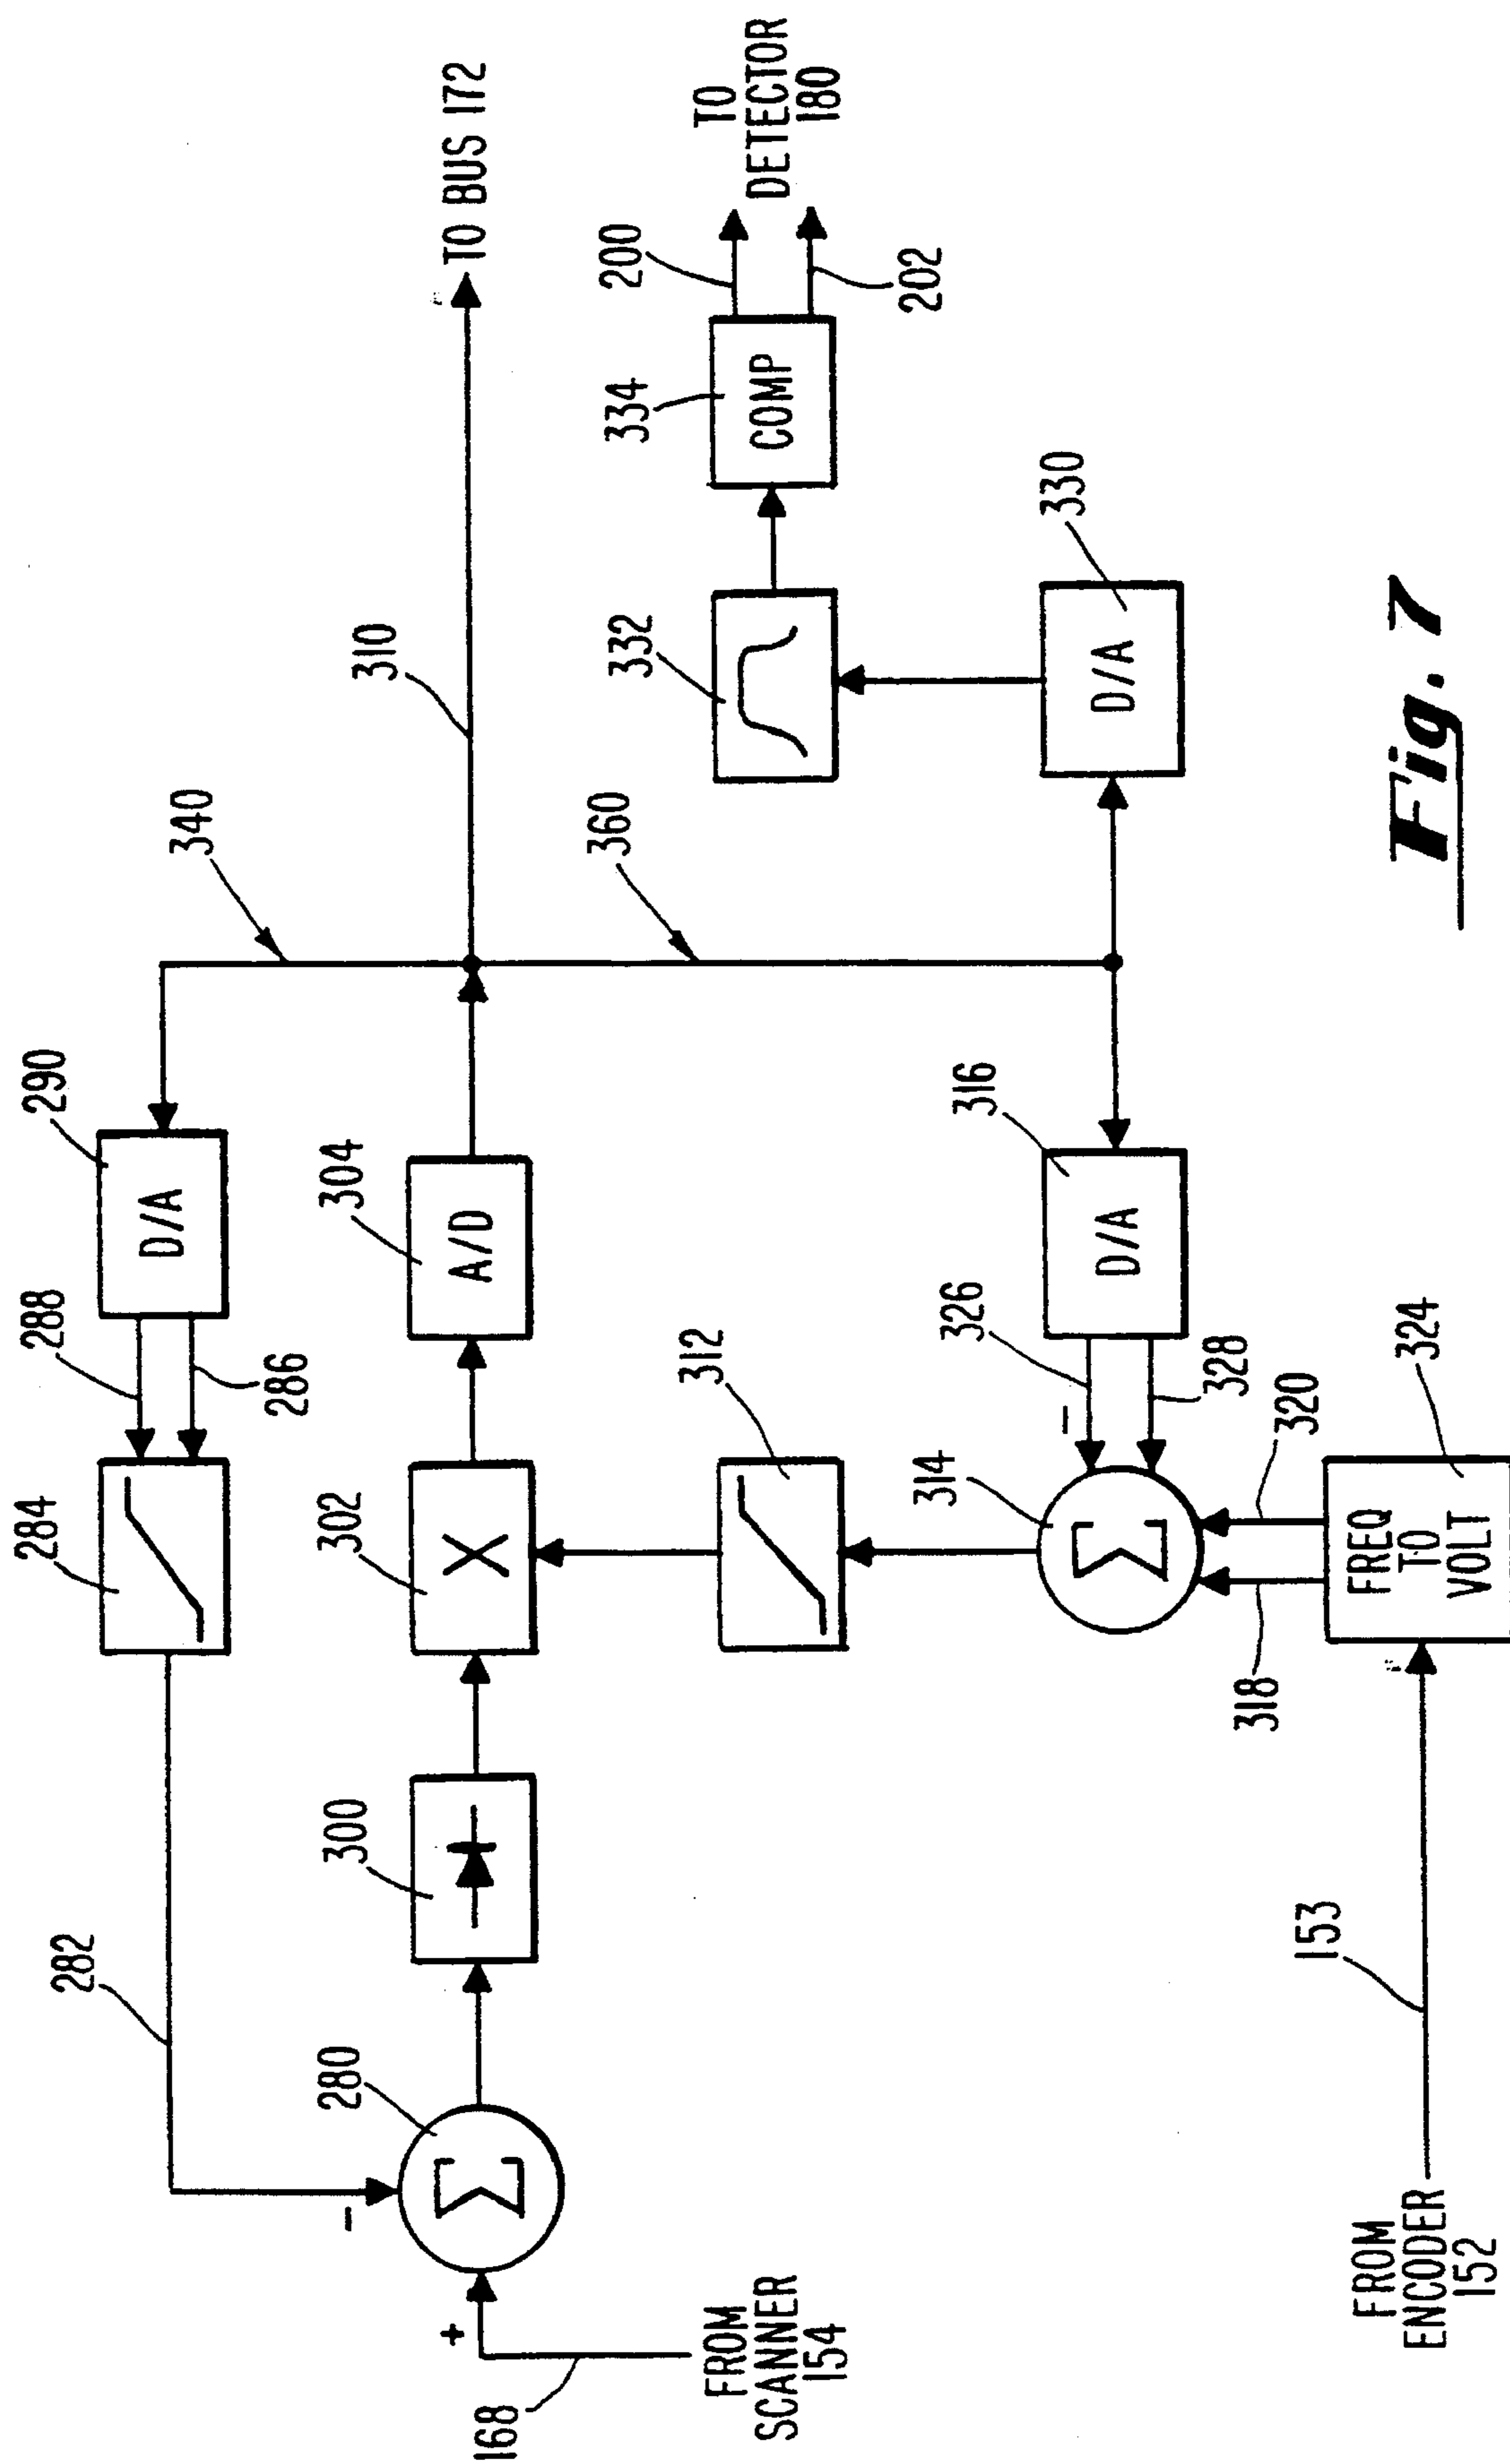 290
D/A
288
286
284
282
340
TO BUS 172
310
304
A/D
302
X
300
280
Σ
-
+
168
FROM
SCANNER
154
360
332
334
COMP
200
202
TO
DETECTOR
180
330
D/A
316
D/A
326
328
-
312
314
Σ
318
320
324
FREQ
TO
VOLT
153
FROM
ENCODER
152
Fig. 7